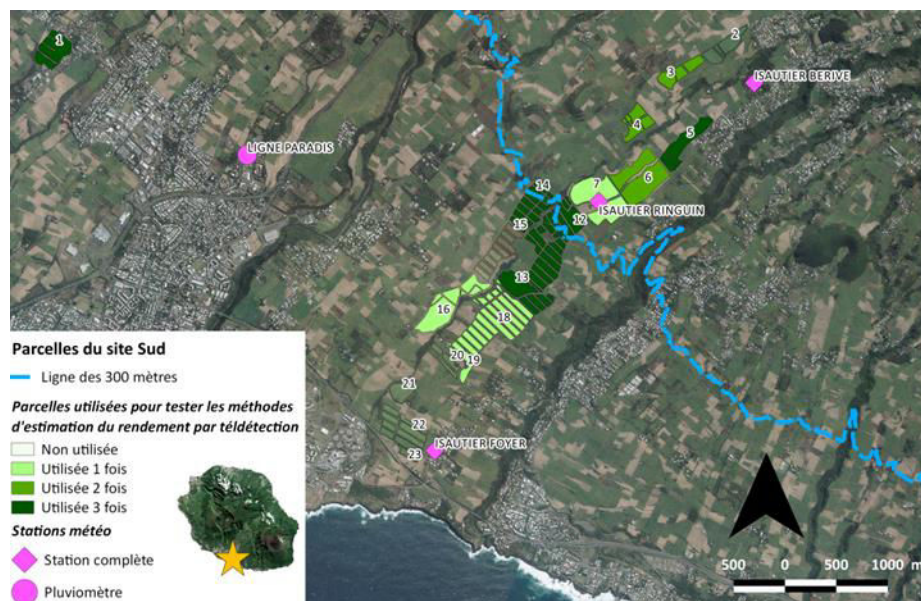 1
2
3
ISAUTIER BERIVE
4
5
LIGNE PARADIS
6
7
14
ISAUTIER RINGUIN
12
15
13
16
18
20
19
21
22
23
ISAUTIER FOYER
Parcelles du site Sud
Ligne des 300 mètres
Parcelles utilisées pour tester les méthodes
d'estimation du rendement par téldétection
Non utilisée
Utilisée 1 fois
Utilisée 2 fois
Utilisée 3 fois
Stations météo
Station complète
Pluviomètre
500 0 500 1000 m